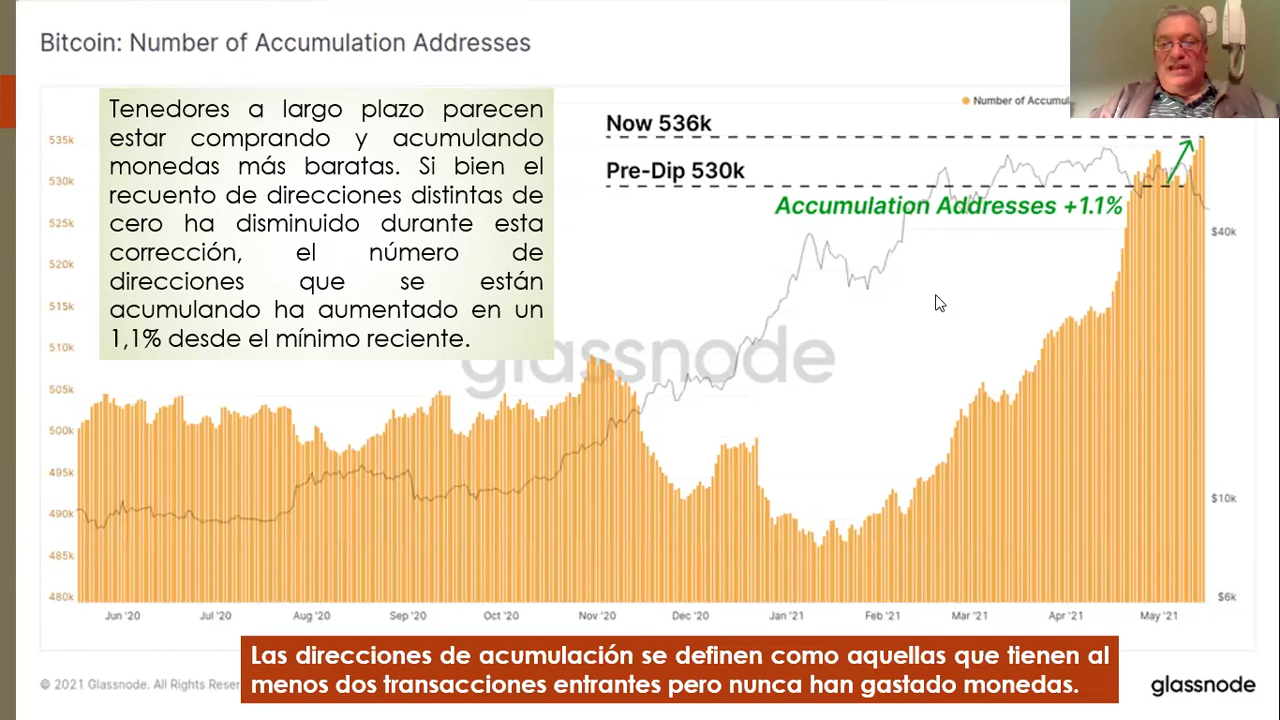 Bitcoin: Number of Accumulation Addresses
Tenedores a largo plazo parecen
estar comprando y acumulando
monedas más baratas. Si bien el
recuento de direcciones distintas de
cero ha disminuido durante esta
corrección, el número de
direcciones que se están
acumulando ha aumentado en un
1,1% desde el mínimo reciente.
Number of Accumul
Now 536k
Pre-Dip 530k
Accumulation Addresses +1.1%
535k
530k
525k
520k
515k
510k
505k
500k
495k
490k
485k
480k
$40k
$10k
$6k
glassnode
Jun '20 Jul '20 Aug '20 Sep '20 Oct '20 Nov '20 Dec '20 Jan '21 Feb '21 Mar '21 Apr '21 May '21
Las direcciones de acumulación se definen como aquellas que tienen al
menos dos transacciones entrantes pero nunca han gastado monedas.
© 2021 Glassnode. All Rights Reser
glassnode